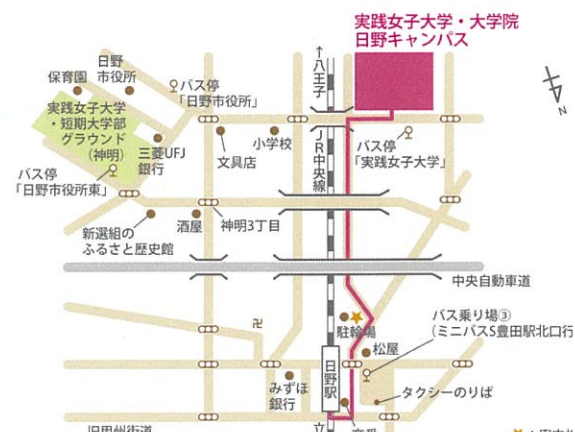 実践女子大学・大学院
日野キャンパス
↑八王子
JR中央線
N
日野
市役所
保育園
バス停
「日野市役所」
実践女子大学
・短期大学部
グラウンド
(神明)
三菱UFJ
銀行
文具店
小学校
バス停
「実践女子大学」
バス停
「日野市役所東」
酒屋
神明3丁目
新選組の
ふるさと歴史館
中央自動車道
卍
駐輪場
バス乗り場③
(ミニバスS豊田駅北口行
松屋
日野駅
みずほ
銀行
タクシーのりば
旧甲州街道
立